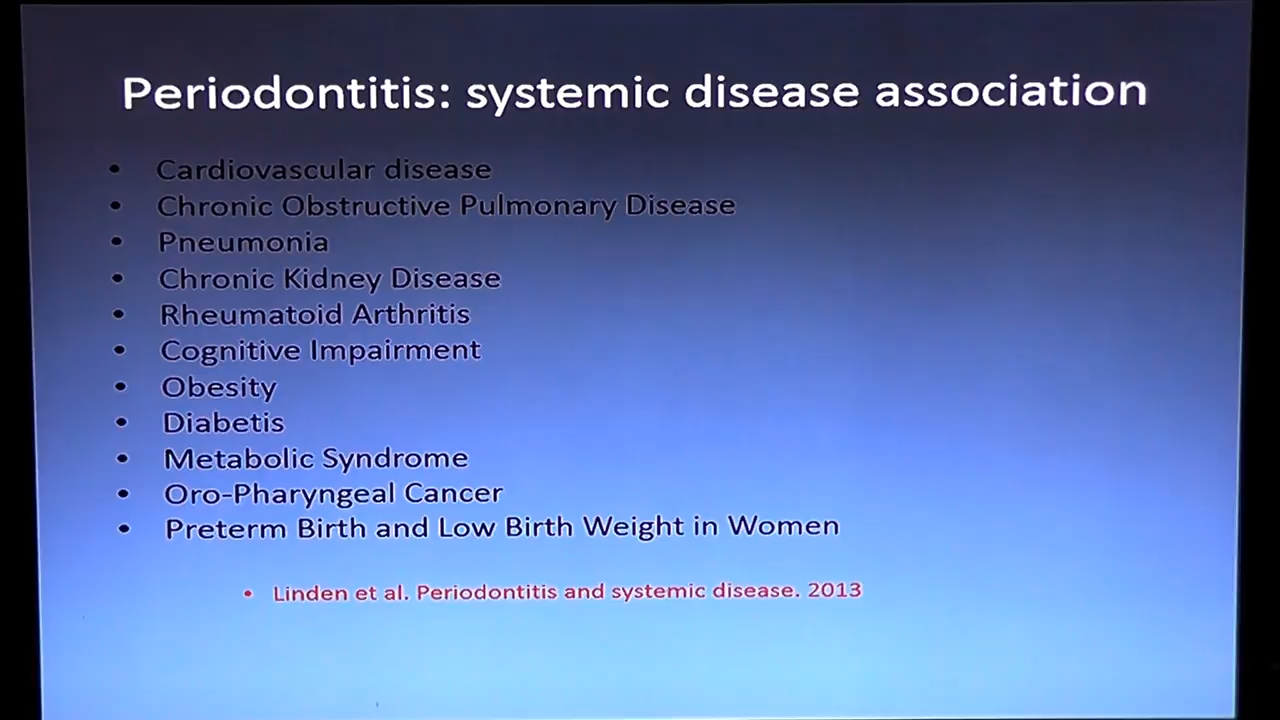 Periodontitis: systemic disease association
• Cardiovascular disease
• Chronic Obstructive Pulmonary Disease
• Pneumonia
• Chronic Kidney Disease
• Rheumatoid Arthritis
• Cognitive Impairment
• Obesity
• Diabetis
• Metabolic Syndrome
• Oro-Pharyngeal Cancer
• Preterm Birth and Low Birth Weight in Women
• Linden et al. Periodontitis and systemic disease. 2013